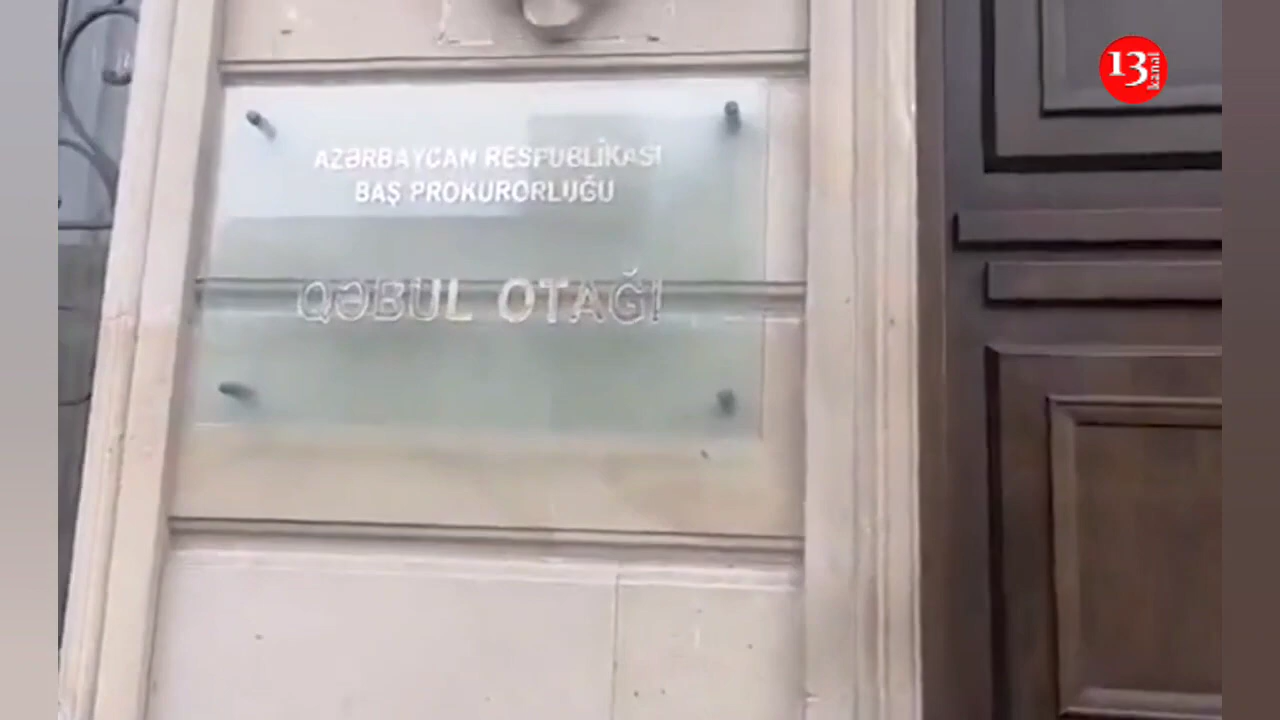 AZƏRBAYCAN RESPUBLİKASI
BAŞ PROKURORLUĞU
QƏBUL OTAĞI
13
kanal